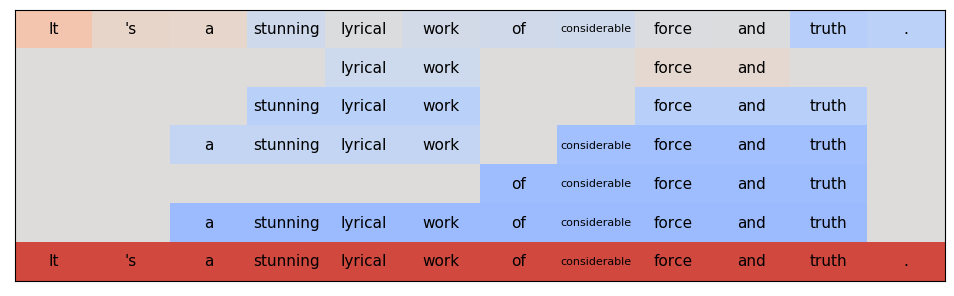 It 's a stunning lyrical work of considerable force and truth .
lyrical work force and
stunning lyrical work force and truth
a stunning lyrical work considerable force and truth
of considerable force and truth
a stunning lyrical work of considerable force and truth
It 's a stunning lyrical work of considerable force and truth .